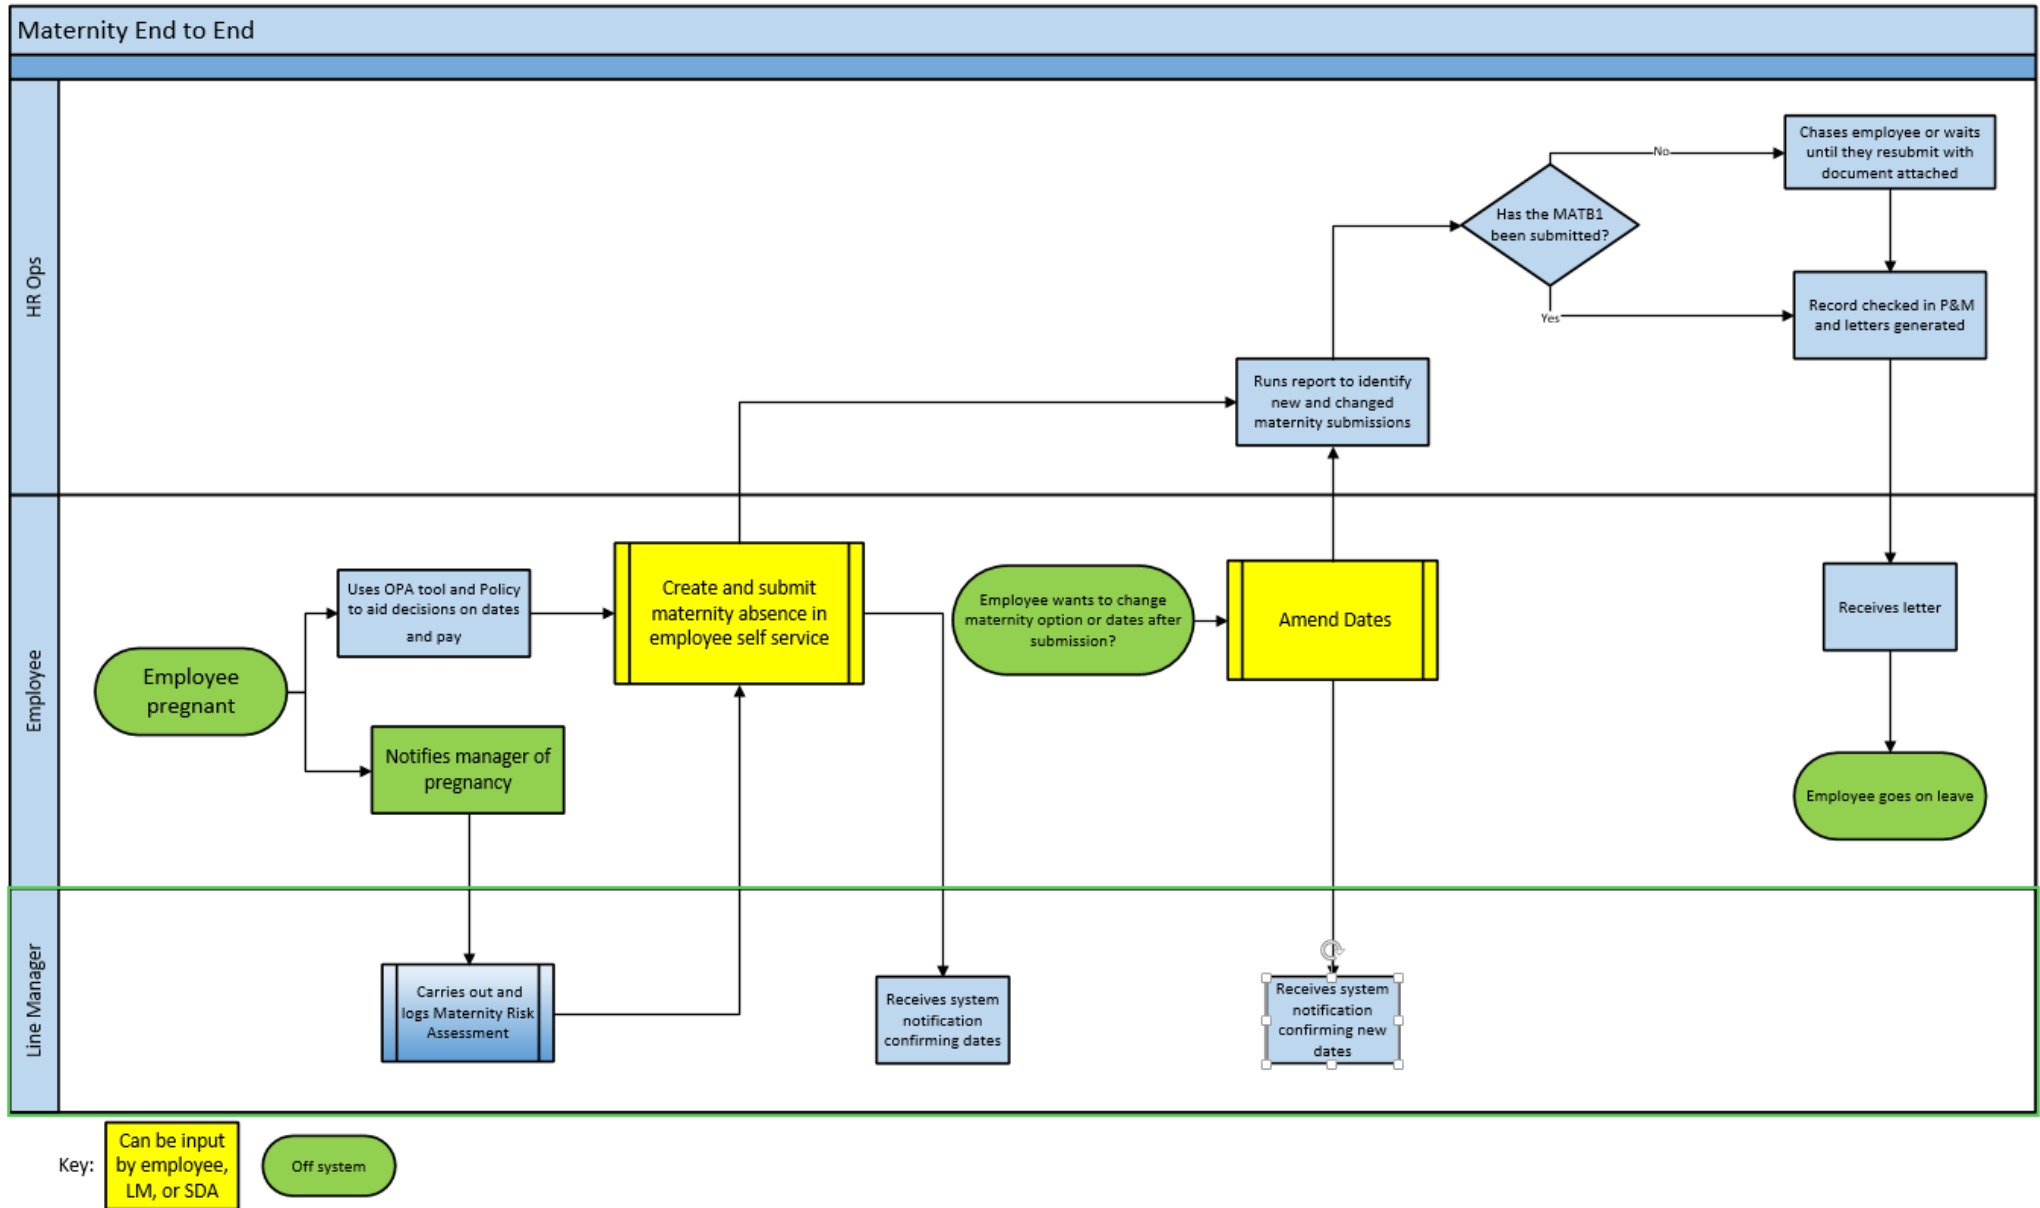 Maternity End to End
HR Ops
Chases employee or waits
until they resubmit with
document attached
No
Has the MATB1
been submitted?
Yes
Record checked in P&M
and letters generated
Runs report to identify
new and changed
maternity submissions
Employee
Employee
pregnant
Uses OPA tool and Policy
to aid decisions on dates
and pay
Notifies manager of
pregnancy
Create and submit
maternity absence in
employee self service
Employee wants to change
maternity option or dates after
submission?
Amend Dates
Receives letter
Employee goes on leave
Line Manager
Carries out and
logs Maternity Risk
Assessment
Receives system
notification
confirming dates
Receives system
notification
confirming new
dates
Key:
Can be input
by employee,
LM, or SDA
Off system